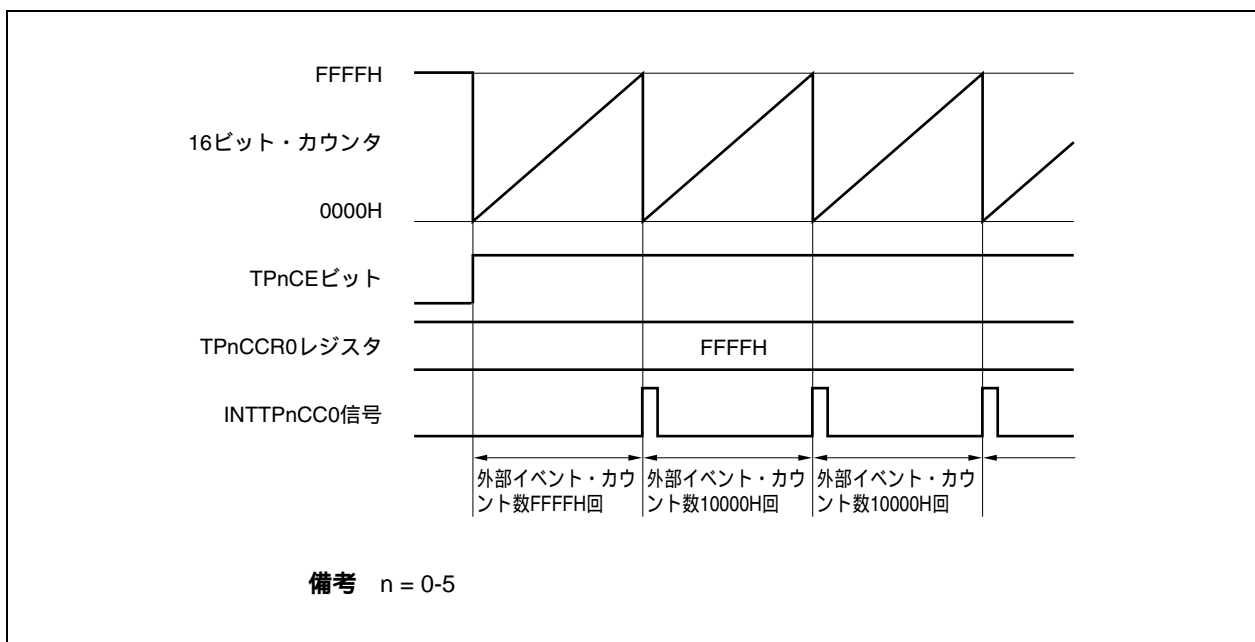 FFFFH
16ビット・カウンタ
0000H
TPnCEビット
TPnCCR0レジスタ
FFFFH
INTTPnCC0信号
外部イベント・カウ
ント数FFFFH回
外部イベント・カウ
ント数10000H回
外部イベント・カウ
ント数10000H回
備考 n = 0-5